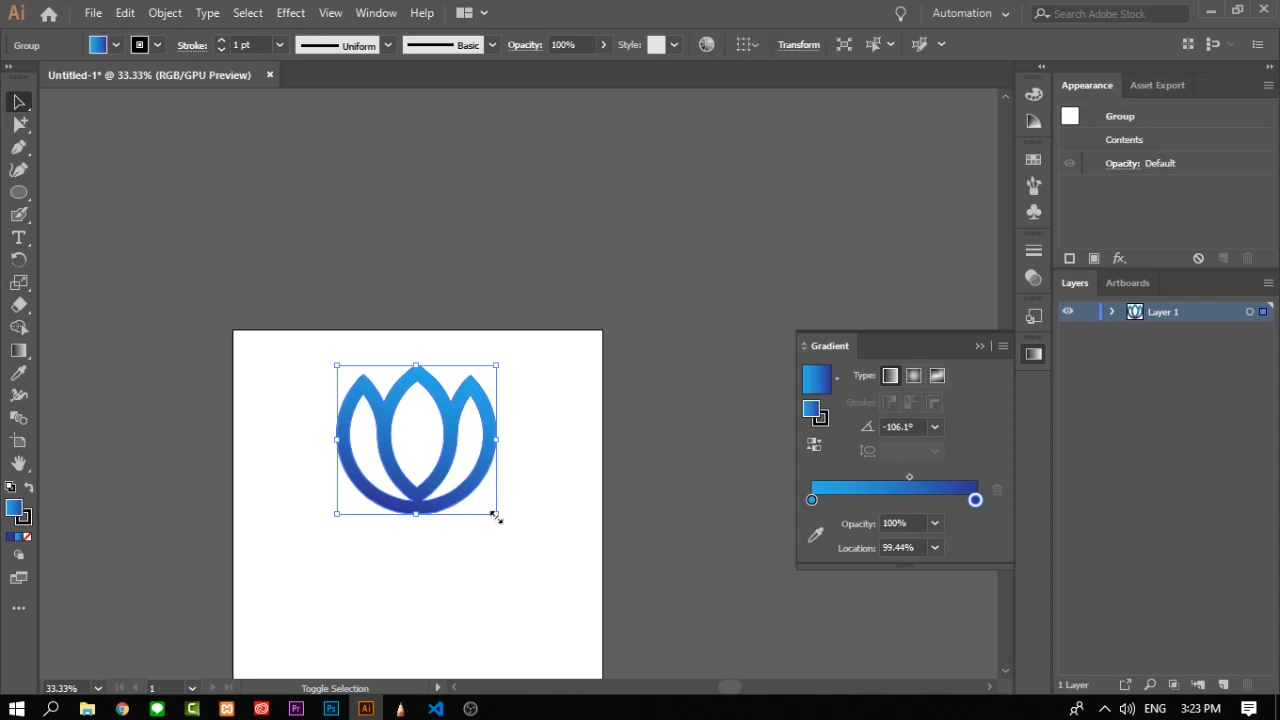 Ai File Edit Object Type Select Effect View Window Help Automation Search Adobe Stock
Group Stroke: 1 pt Uniform Basic Opacity: 100% Style: Transform
Untitled-1* @ 33.33% (RGB/GPU Preview)
Appearance Asset Export
Group
Contents
Opacity: Default
Layers Artboards
Layer 1
Gradient
Type:
Stroke:
-106.1°
Opacity: 100%
Location: 99.44%
33.33% 1 Toggle Selection
1 Layer
Pr Ps Ai ENG 3:23 PM